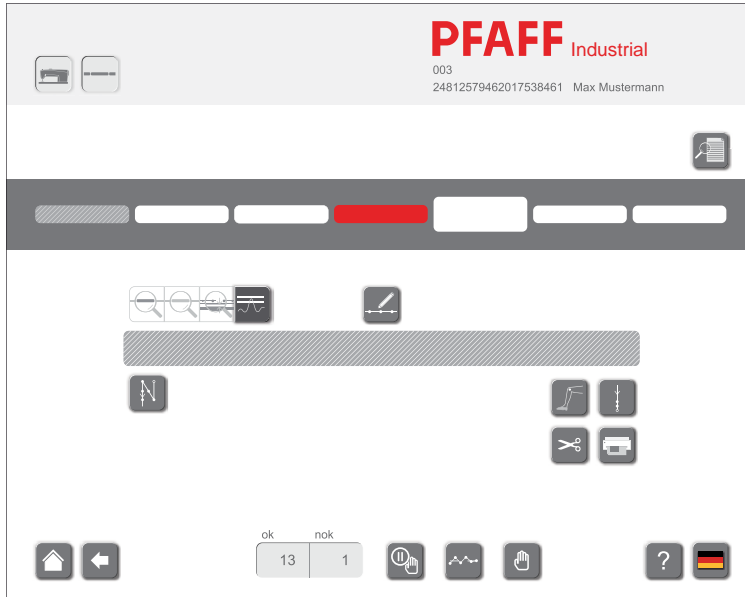 PFAFF Industrial
003
24812579462017538461 Max Mustermann
ok nok
13 1
?